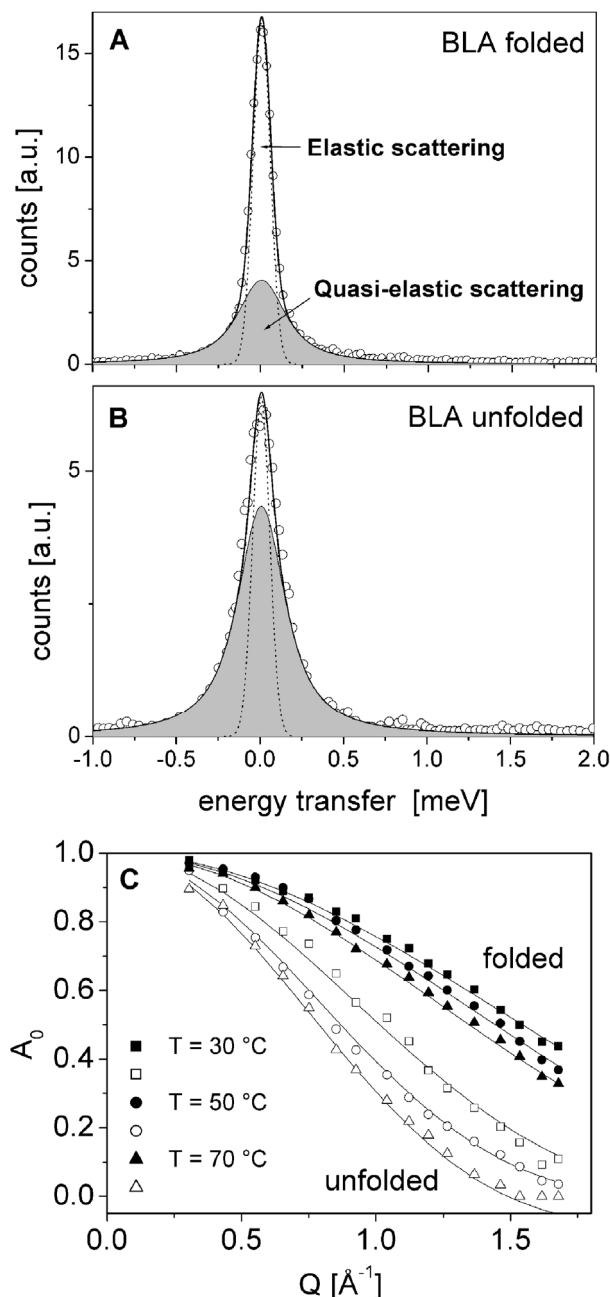 A
BLA folded
15
10
5
0
counts [a.u.]
Elastic scattering
Quasi-elastic scattering
B
BLA unfolded
5
0
counts [a.u.]
-1.0 -0.5 0.0 0.5 1.0 1.5 2.0
energy transfer [meV]
C
1.0
0.8
0.6
0.4
0.2
0.0
A₀
folded
T = 30 °C
T = 50 °C
T = 70 °C
unfolded
0.0 0.5 1.0 1.5
Q [Å⁻¹]